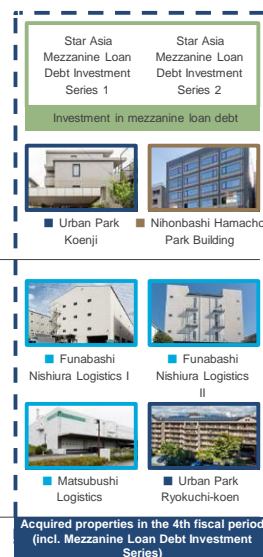 Star Asia
Mezzanine Loan
Debt Investment
Series 1
Star Asia
Mezzanine Loan
Debt Investment
Series 2
Investment in mezzanine loan debt
Urban Park
Koenji
Nihonbashi Hamacho
Park Building
Funabashi
Nishiura Logistics I
Funabashi
Nishiura Logistics
II
Matsubushi
Logistics
Urban Park
Ryokuchi-koen
Acquired properties in the 4th fiscal period
(incl. Mezzanine Loan Debt Investment
Series)